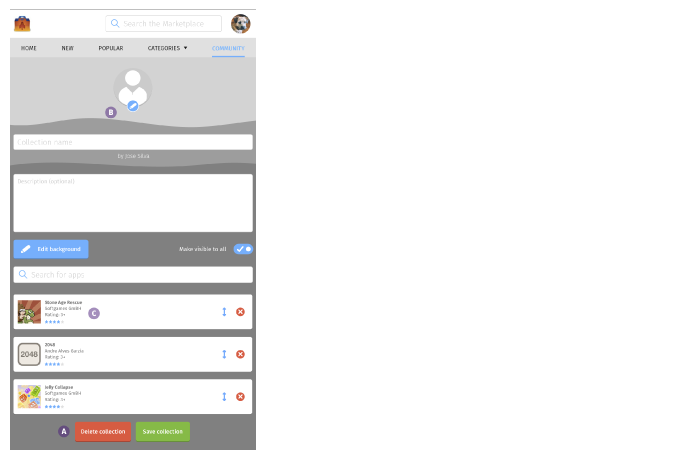 Search the Marketplace
HOME NEW POPULAR CATEGORIES COMMUNITY
B
Collection name
by Jose Silva
Description (optional)
Edit background
Make visible to all
Search for apps
Stone Age Rescue
Softgames GmBH
Rating: 3+
C
2048
2048
Andre Alves Garzia
Rating: 3+
Jelly Collapse
Softgames GmBH
Rating: 3+
A
Delete collection
Save collection